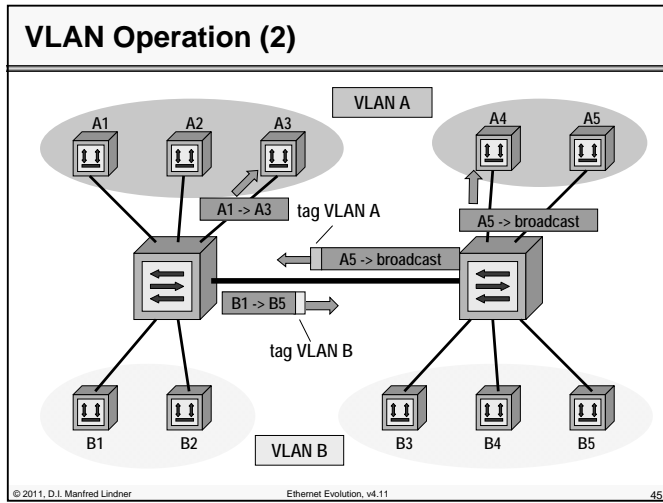 VLAN Operation (2)
VLAN A
A1
A2
A3
A4
A5
A1 -> A3
tag VLAN A
A5 -> broadcast
A5 -> broadcast
B1 -> B5
tag VLAN B
B1
B2
VLAN B
B3
B4
B5
© 2011, D.I. Manfred Lindner
Ethernet Evolution, v4.11
45